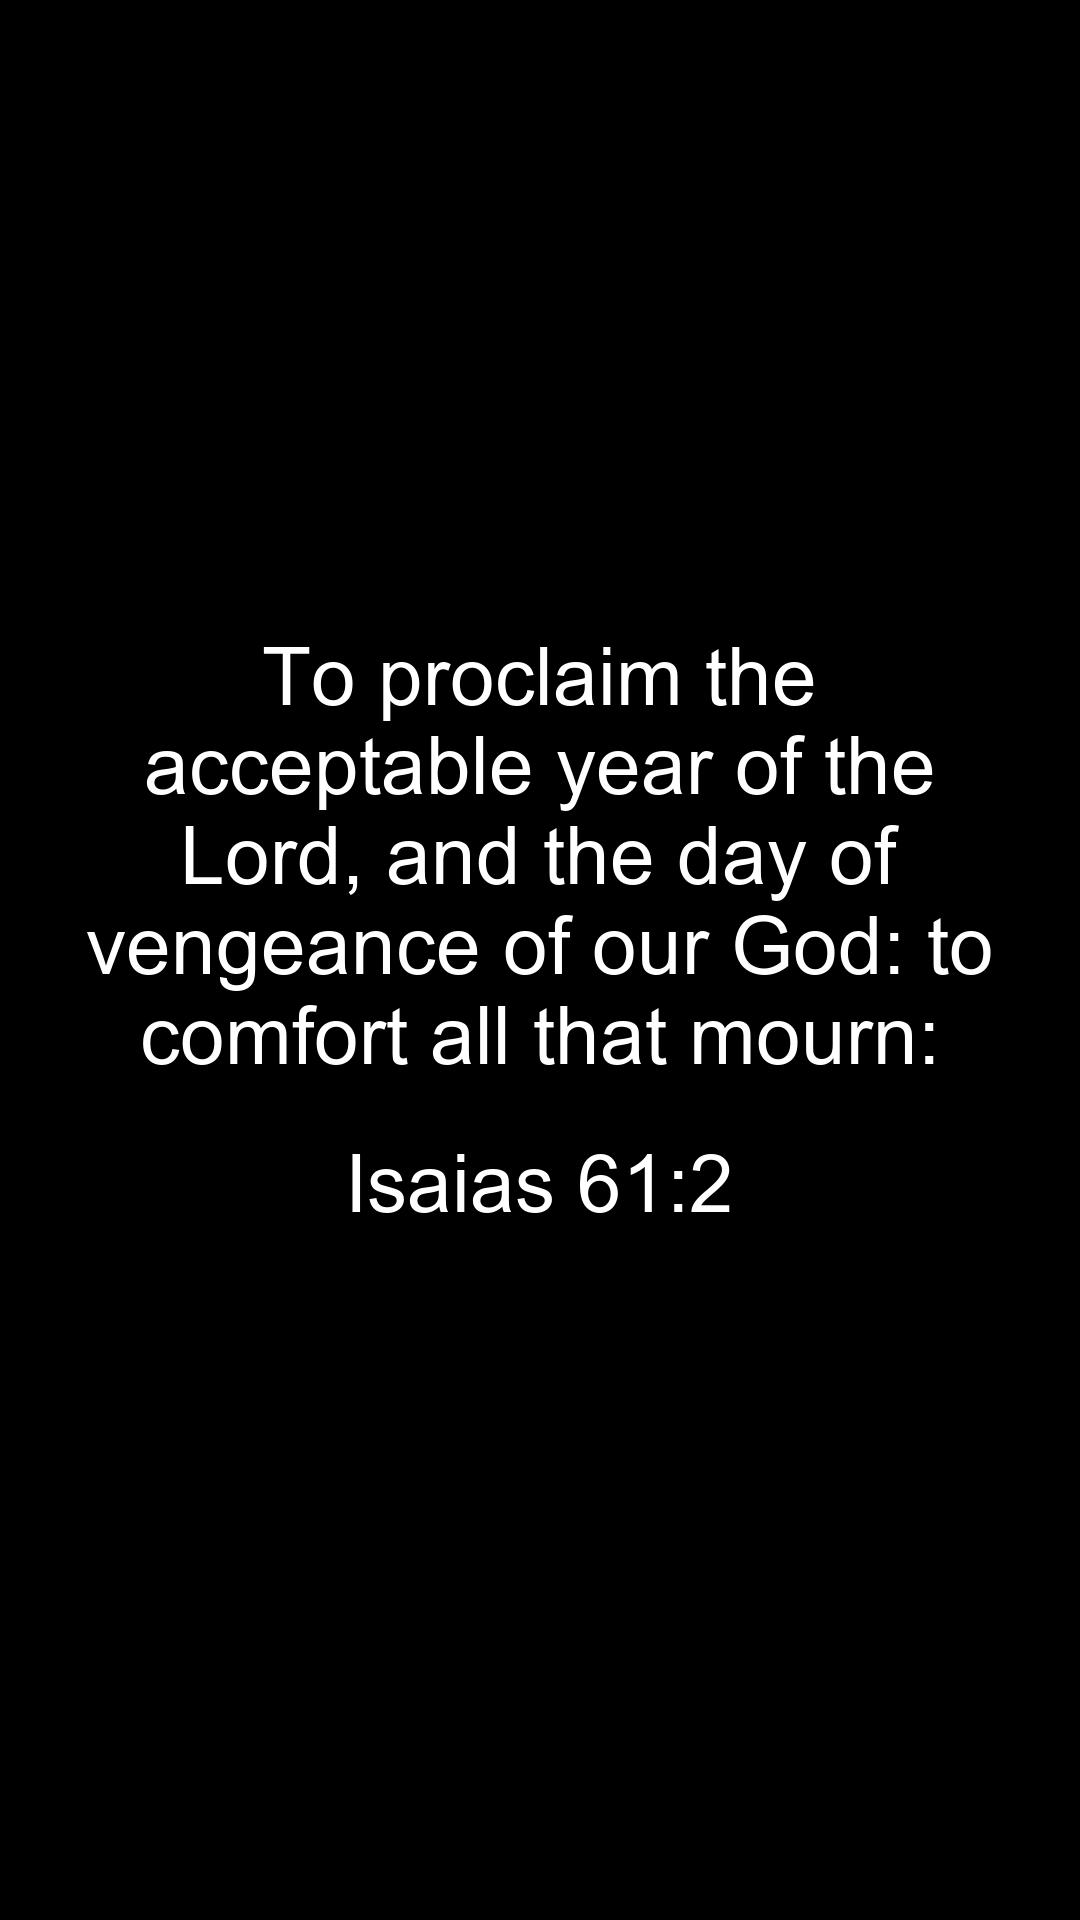 To proclaim the
acceptable year of the
Lord, and the day of
vengeance of our God: to
comfort all that mourn:
Isaias 61:2